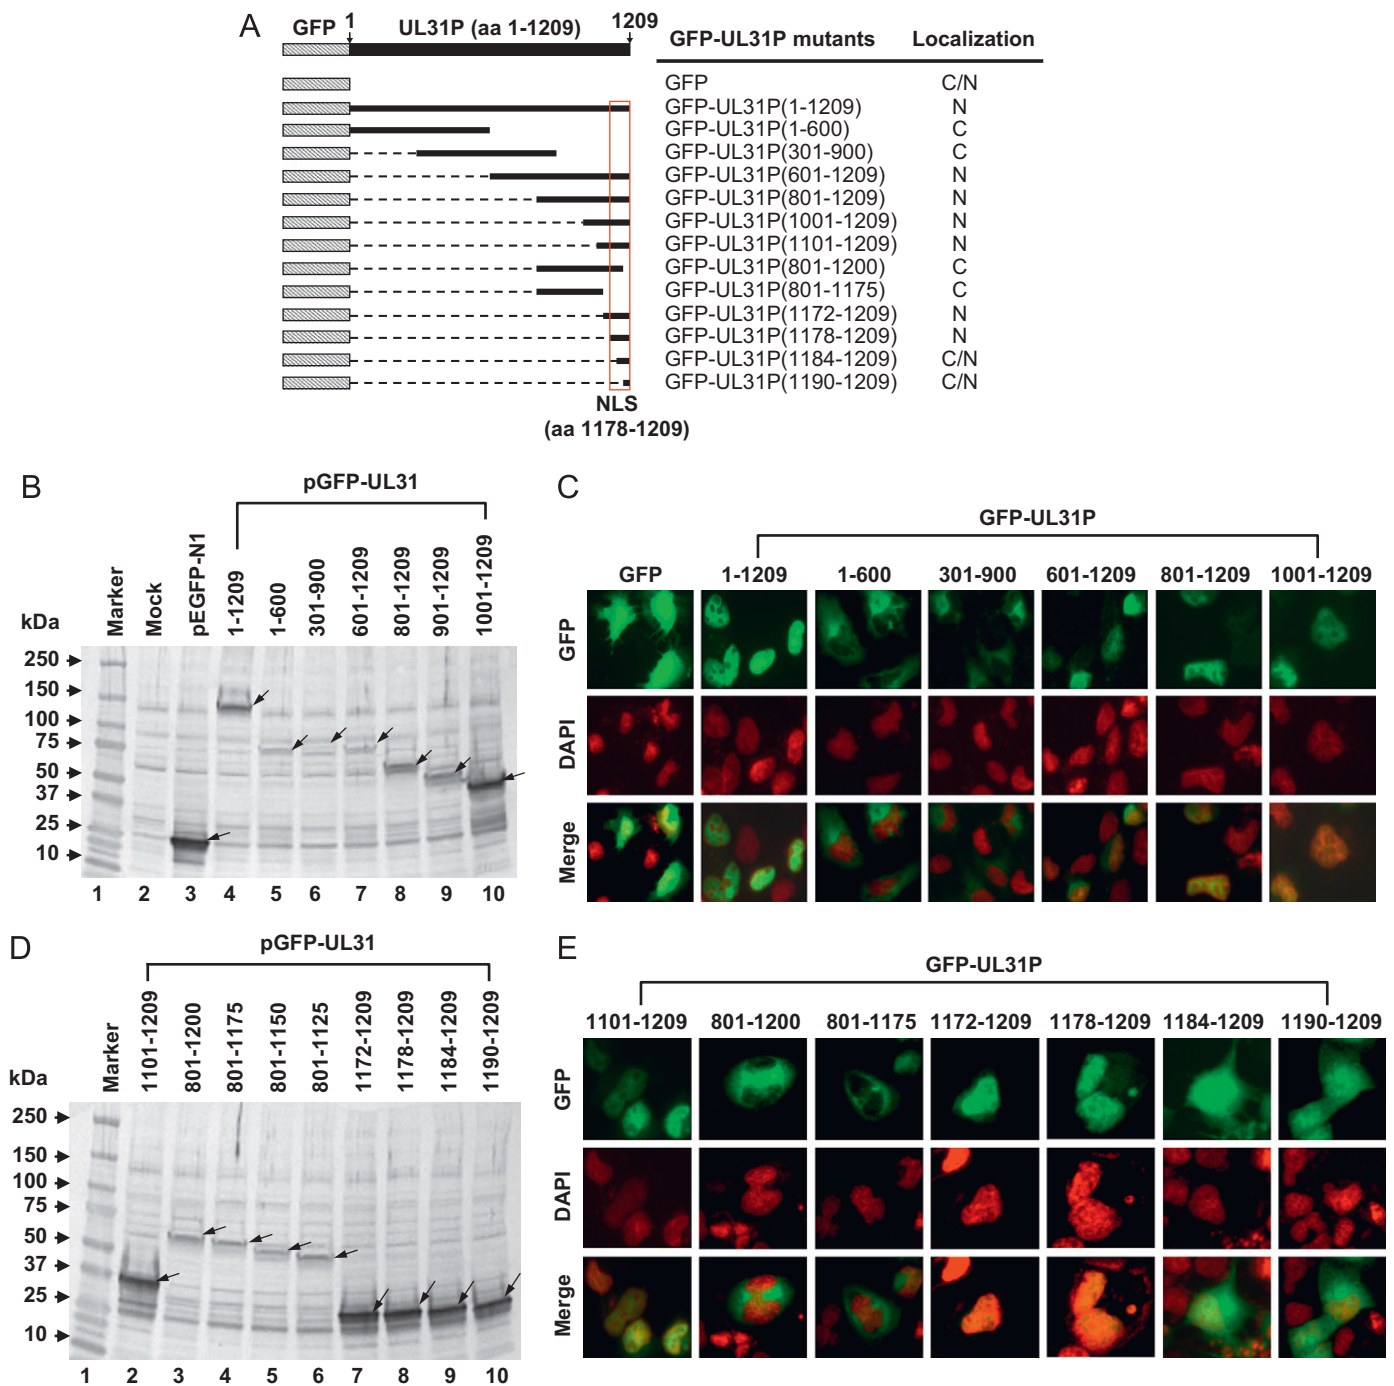 A
GFP 1 UL31P (aa 1-1209) 1209
GFP-UL31P mutants Localization
GFP C/N
GFP-UL31P(1-1209) N
GFP-UL31P(1-600) C
GFP-UL31P(301-900) C
GFP-UL31P(601-1209) N
GFP-UL31P(801-1209) N
GFP-UL31P(1001-1209) N
GFP-UL31P(1101-1209) N
GFP-UL31P(801-1200) C
GFP-UL31P(801-1175) C
GFP-UL31P(1172-1209) N
GFP-UL31P(1178-1209) N
GFP-UL31P(1184-1209) C/N
GFP-UL31P(1190-1209) C/N
NLS
(aa 1178-1209)
B
pGFP-UL31
kDa Marker Mock pEGFP-N1 1-1209 1-600 301-900 601-1209 801-1209 901-1209 1001-1209
250
150
100
75
50
37
25
10
1 2 3 4 5 6 7 8 9 10
C
GFP-UL31P
GFP 1-1209 1-600 301-900 601-1209 801-1209 1001-1209
GFP
DAPI
Merge
D
pGFP-UL31
kDa Marker 1101-1209 801-1200 801-1175 801-1150 801-1125 1172-1209 1178-1209 1184-1209 1190-1209
250
150
100
75
50
37
25
10
1 2 3 4 5 6 7 8 9 10
E
GFP-UL31P
1101-1209 801-1200 801-1175 1172-1209 1178-1209 1184-1209 1190-1209
GFP
DAPI
Merge